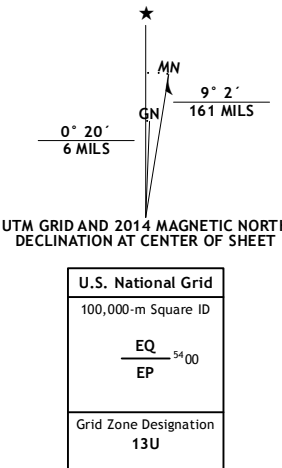 MN
GN
9° 2´
161 MILS
0° 20´
6 MILS
UTM GRID AND 2014 MAGNETIC NORTH
DECLINATION AT CENTER OF SHEET
U.S. National Grid
100,000-m Square ID
EQ
5400
EP
Grid Zone Designation
13U